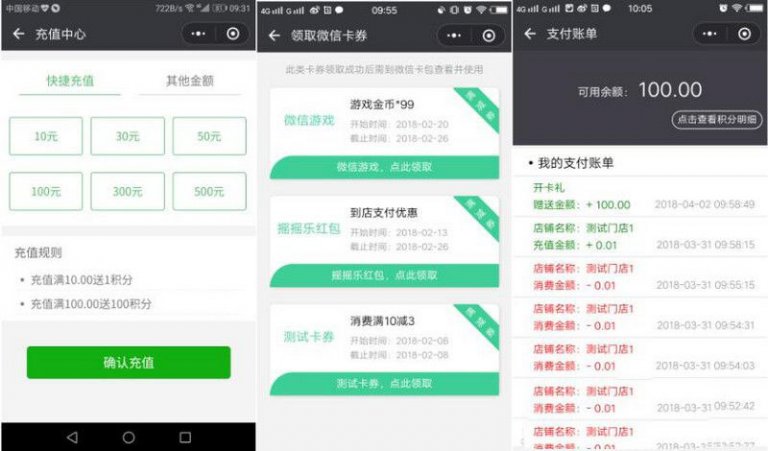 中国移动
722B/s
09:31
充值中心
快捷充值
其他金额
10元
30元
50元
100元
300元
500元
充值规则
• 充值满10.00送1积分
• 充值满100.00送100积分
确认充值
4G
G
09:55
领取微信卡券
此类卡券领取成功后需到微信卡包查看并使用
微信游戏
游戏金币*99
开始时间: 2018-02-20
截止时间: 2018-02-26
微信游戏，点此领取
摇摇乐红包
到店支付优惠
开始时间: 2018-02-13
截止时间: 2018-02-26
摇摇乐红包，点此领取
测试卡券
消费满10减3
开始时间: 2018-02-06
截止时间: 2018-02-08
测试卡券，点此领取
4G
G
10:05
支付账单
可用余额: 100.00
点击查看积分明细
• 我的支付账单
开卡礼
赠送金额: + 100.00
2018-04-02 09:58:49
店铺名称: 测试门店1
充值金额: + 0.01
2018-03-31 09:58:15
店铺名称: 测试门店1
消费金额: - 0.01
2018-03-31 09:55:15
店铺名称: 测试门店1
消费金额: - 0.01
2018-03-31 09:54:31
店铺名称: 测试门店1
消费金额: - 0.01
2018-03-31 09:54:03
店铺名称: 测试门店1
消费金额: - 0.01
2018-03-31 09:52:42
店铺名称: 测试门店1